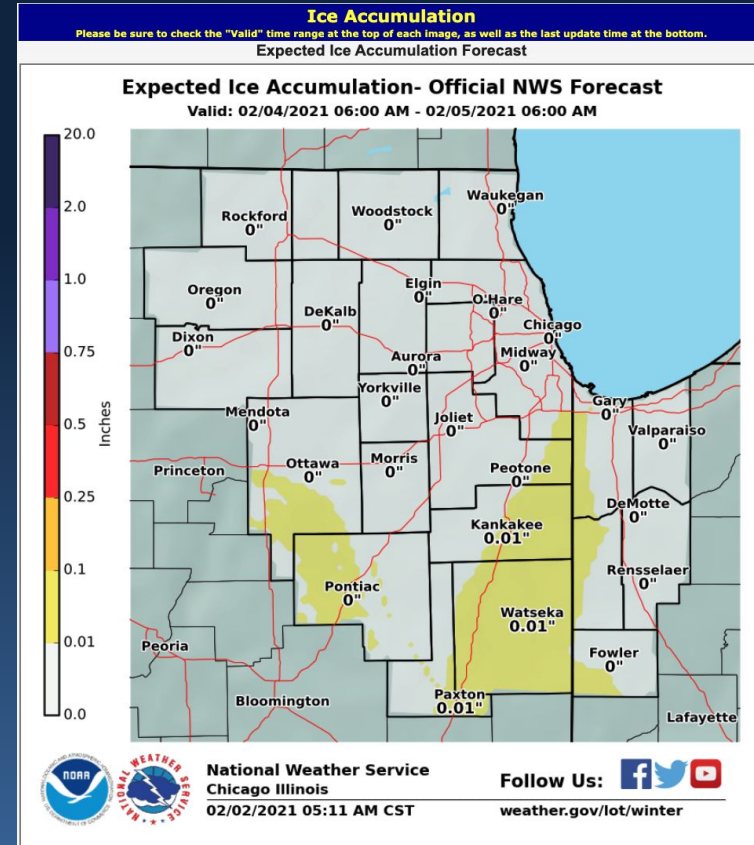 Ice Accumulation
Please be sure to check the "Valid" time range at the top of each image, as well as the last update time at the bottom.
Expected Ice Accumulation Forecast
Expected Ice Accumulation- Official NWS Forecast
Valid: 02/04/2021 06:00 AM - 02/05/2021 06:00 AM
20.0
2.0
1.0
0.75
0.5
0.25
0.1
0.01
0.0
Inches
Waukegan
0"
Rockford
0"
Woodstock
0"
Oregon
0"
Elgin
0"
O'Hare
0"
DeKalb
0"
Chicago
0"
Dixon
0"
Midway
0"
Aurora
0"
Yorkville
0"
Gary
0"
Mendota
0"
Joliet
0"
Valparaiso
0"
Princeton
Ottawa
0"
Morris
0"
Peotone
0"
DeMotte
0"
Kankakee
0.01"
Pontiac
0"
Rensselaer
0"
Watseka
0.01"
Peoria
Fowler
0"
Bloomington
Paxton
0.01"
Lafayette
NOAA
NATIONAL WEATHER SERVICE
National Weather Service
Chicago Illinois
02/02/2021 05:11 AM CST
Follow Us:
weather.gov/lot/winter